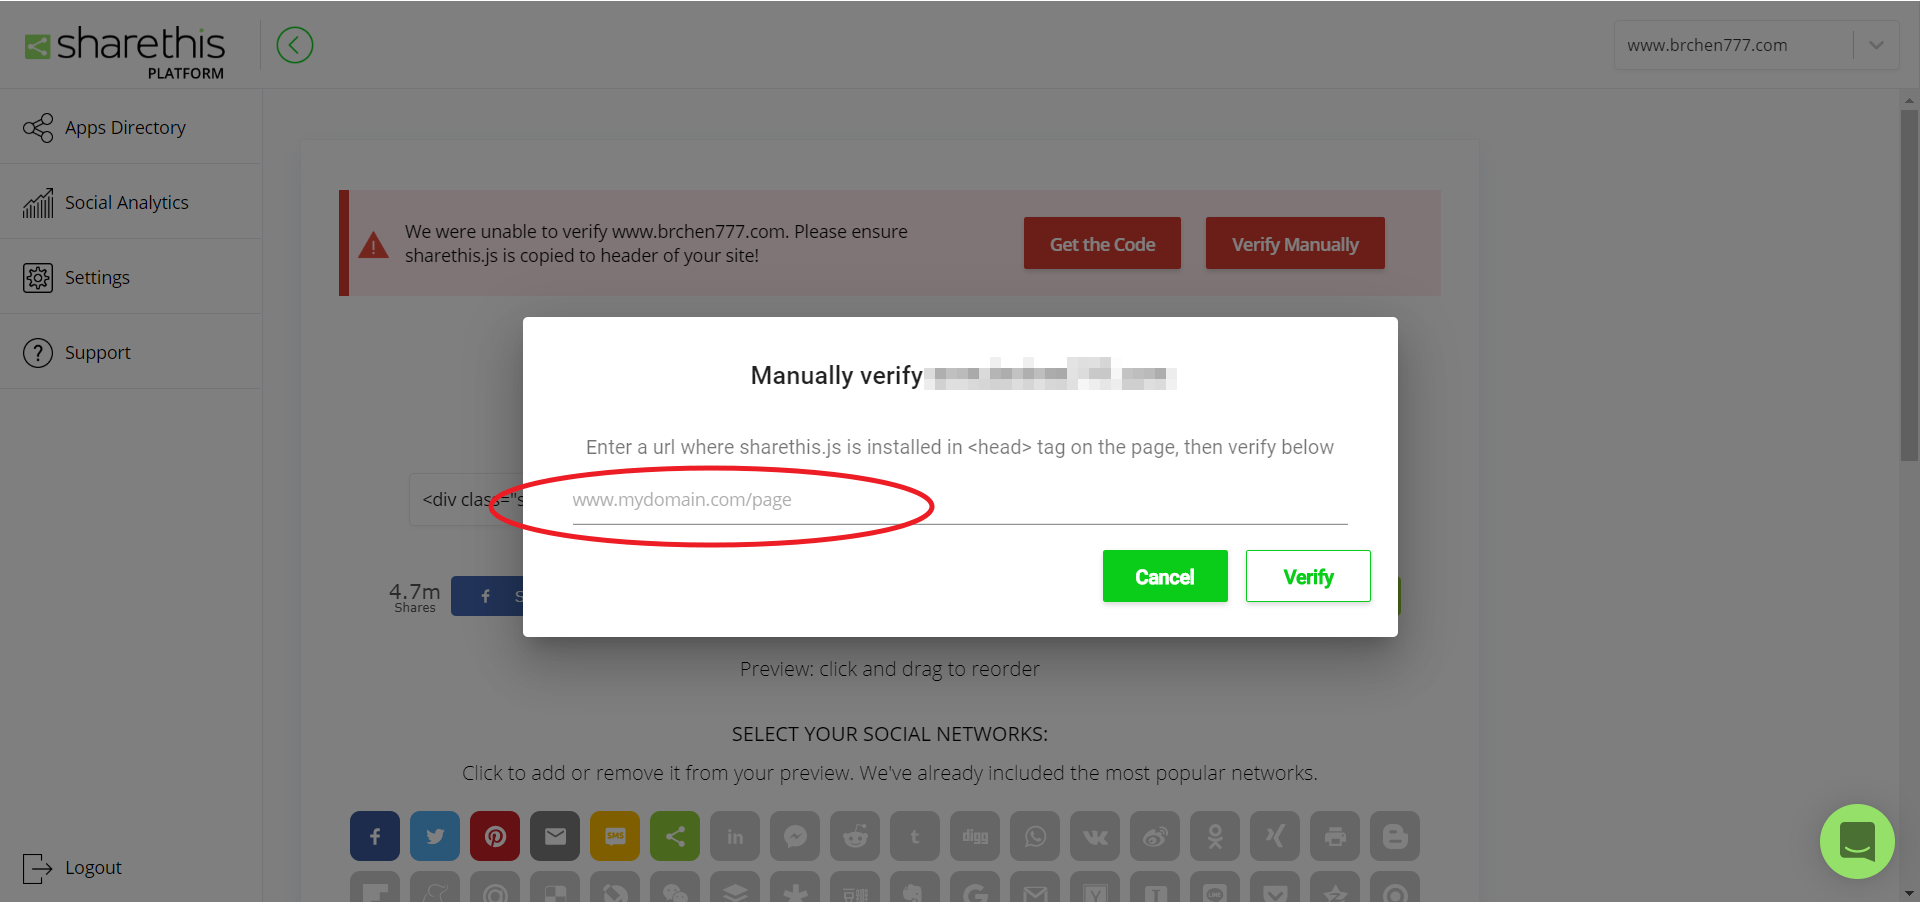 sharethis
PLATFORM
www.brchen777.com
Apps Directory
Social Analytics
Settings
Support
Logout
We were unable to verify www.brchen777.com. Please ensure
sharethis.js is copied to header of your site!
Get the Code
Verify Manually
Manually verify
Enter a url where sharethis.js is installed in <head> tag on the page, then verify below
<div class="s
www.mydomain.com/page
Cancel
Verify
4.7m
Shares
f S
Preview: click and drag to reorder
SELECT YOUR SOCIAL NETWORKS:
Click to add or remove it from your preview. We've already included the most popular networks.
SMS
in
digg